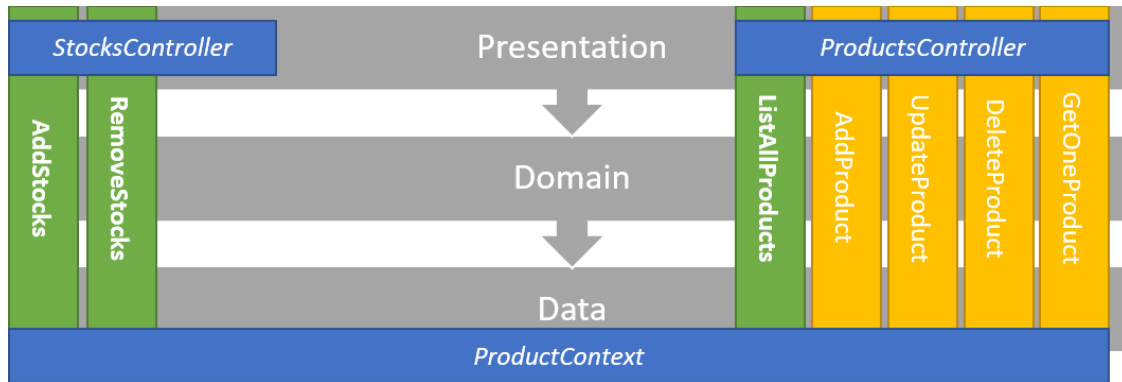 StocksController
Presentation
ProductsController
AddStocks
RemoveStocks
ListAllProducts
AddProduct
UpdateProduct
DeleteProduct
GetOneProduct
Domain
Data
ProductContext